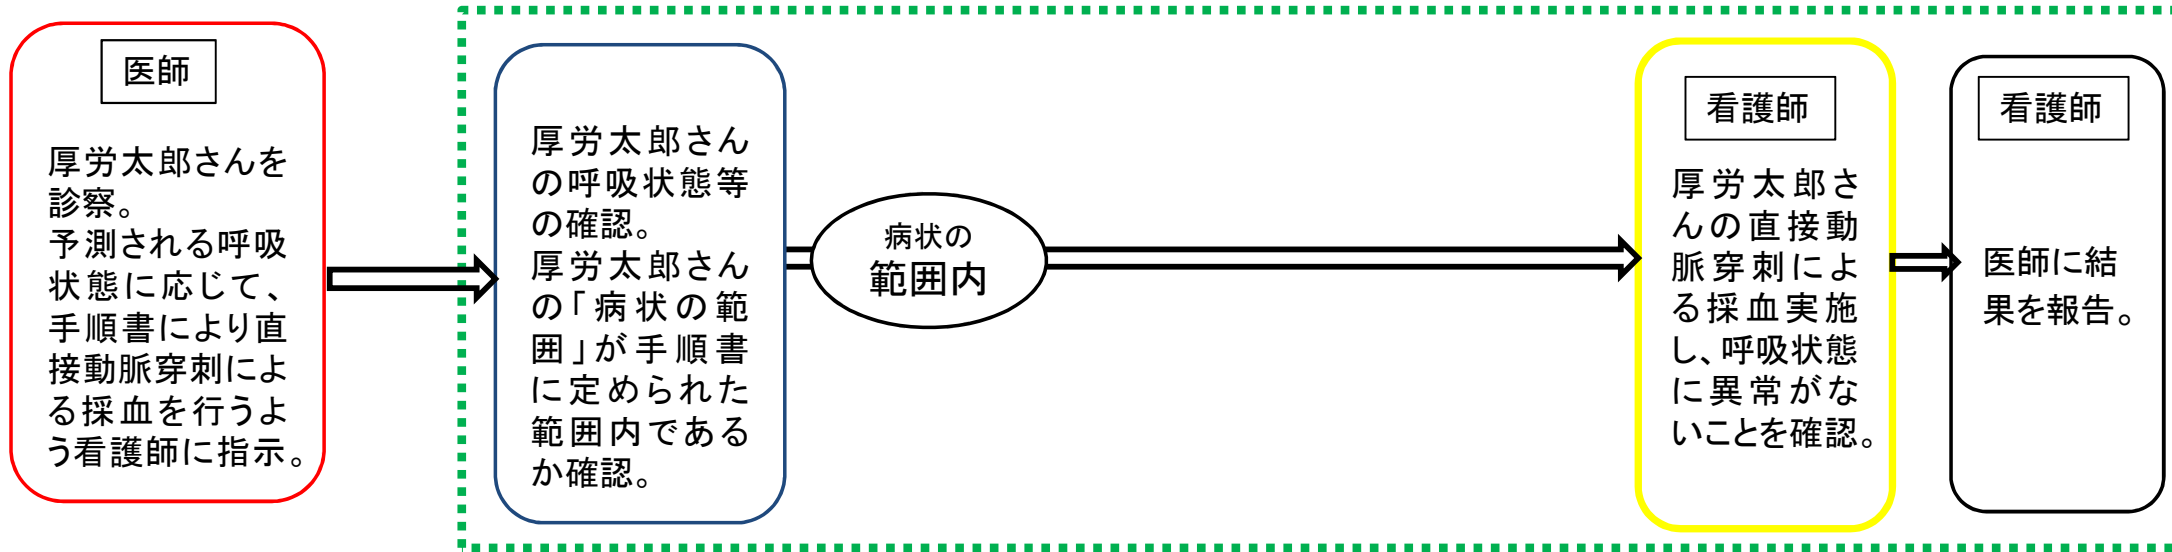 医師
厚労太郎さんを
診察。
予測される呼吸
状態に応じて、
手順書により直
接動脈穿刺によ
る採血を行うよ
う看護師に指示。
厚労太郎さん
の呼吸状態等
の確認。
厚労太郎さん
の「病状の範
囲」が手順書
に定められた
範囲内である
か確認。
病状の
範囲内
看護師
厚労太郎さ
んの直接動
脈穿刺によ
る採血実施
し、呼吸状態
に異常がな
いことを確認。
看護師
医師に結
果を報告。